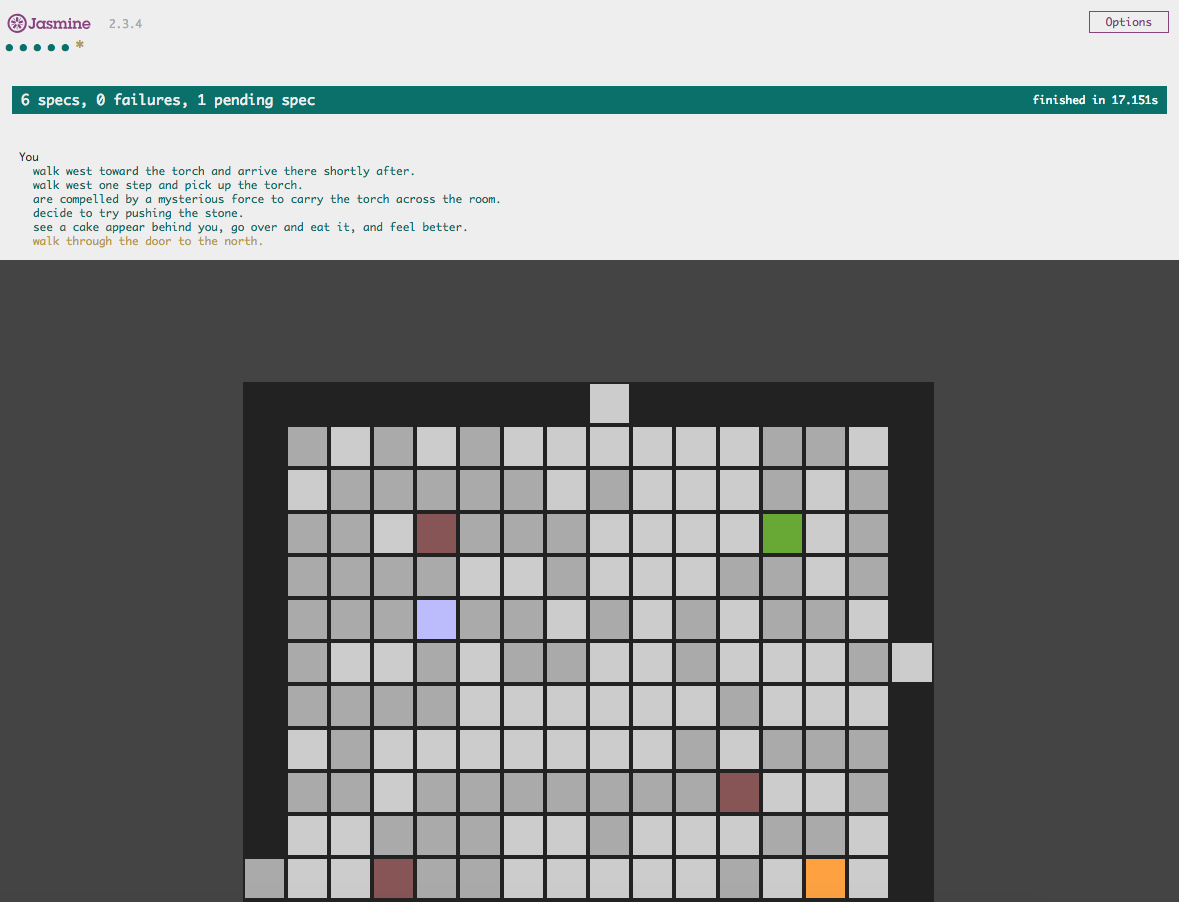 Jasmine 2.3.4
Options
6 specs, 0 failures, 1 pending spec
finished in 17.151s
You
walk west toward the torch and arrive there shortly after.
walk west one step and pick up the torch.
are compelled by a mysterious force to carry the torch across the room.
decide to try pushing the stone.
see a cake appear behind you, go over and eat it, and feel better.
walk through the door to the north.